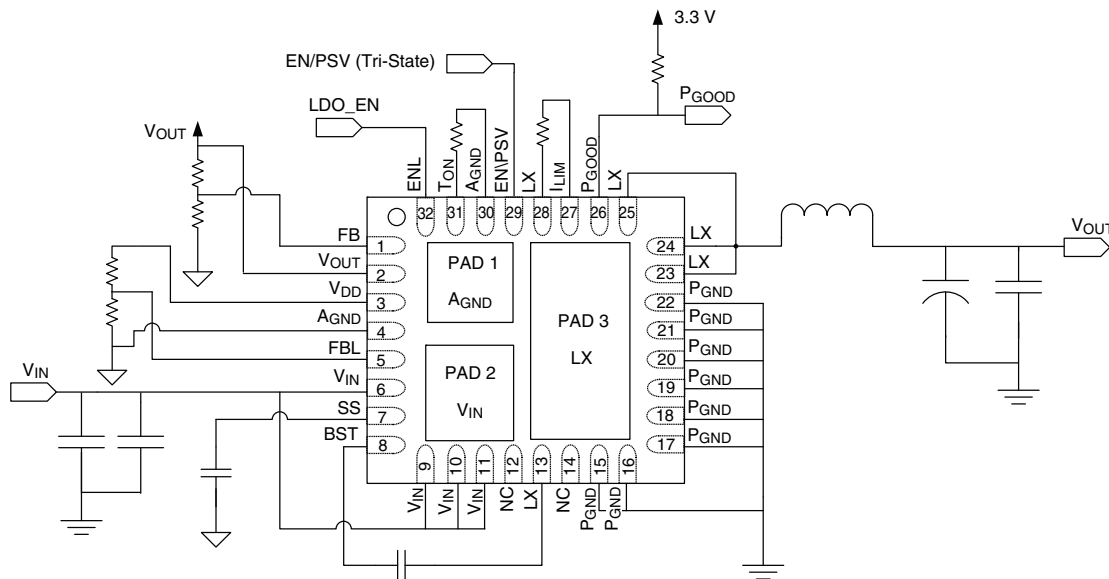 3.3 V
EN/PSV (Tri-State)
PGOOD
LDO_EN
VOUT
ENL
TON
AGND
EN\PSV
LX
ILIM
PGOOD
LX
32
31
30
29
28
27
26
25
FB
1
VOUT
2
VDD
3
AGND
4
FBL
5
VIN
VIN
6
SS
7
BST
8
PAD 1
AGND
PAD 2
VIN
PAD 3
LX
24
LX
23
LX
22
PGND
21
PGND
20
PGND
19
PGND
18
PGND
17
PGND
VOUT
9
10
11
12
13
14
15
16
VIN
VIN
VIN
NC
LX
NC
PGND
PGND